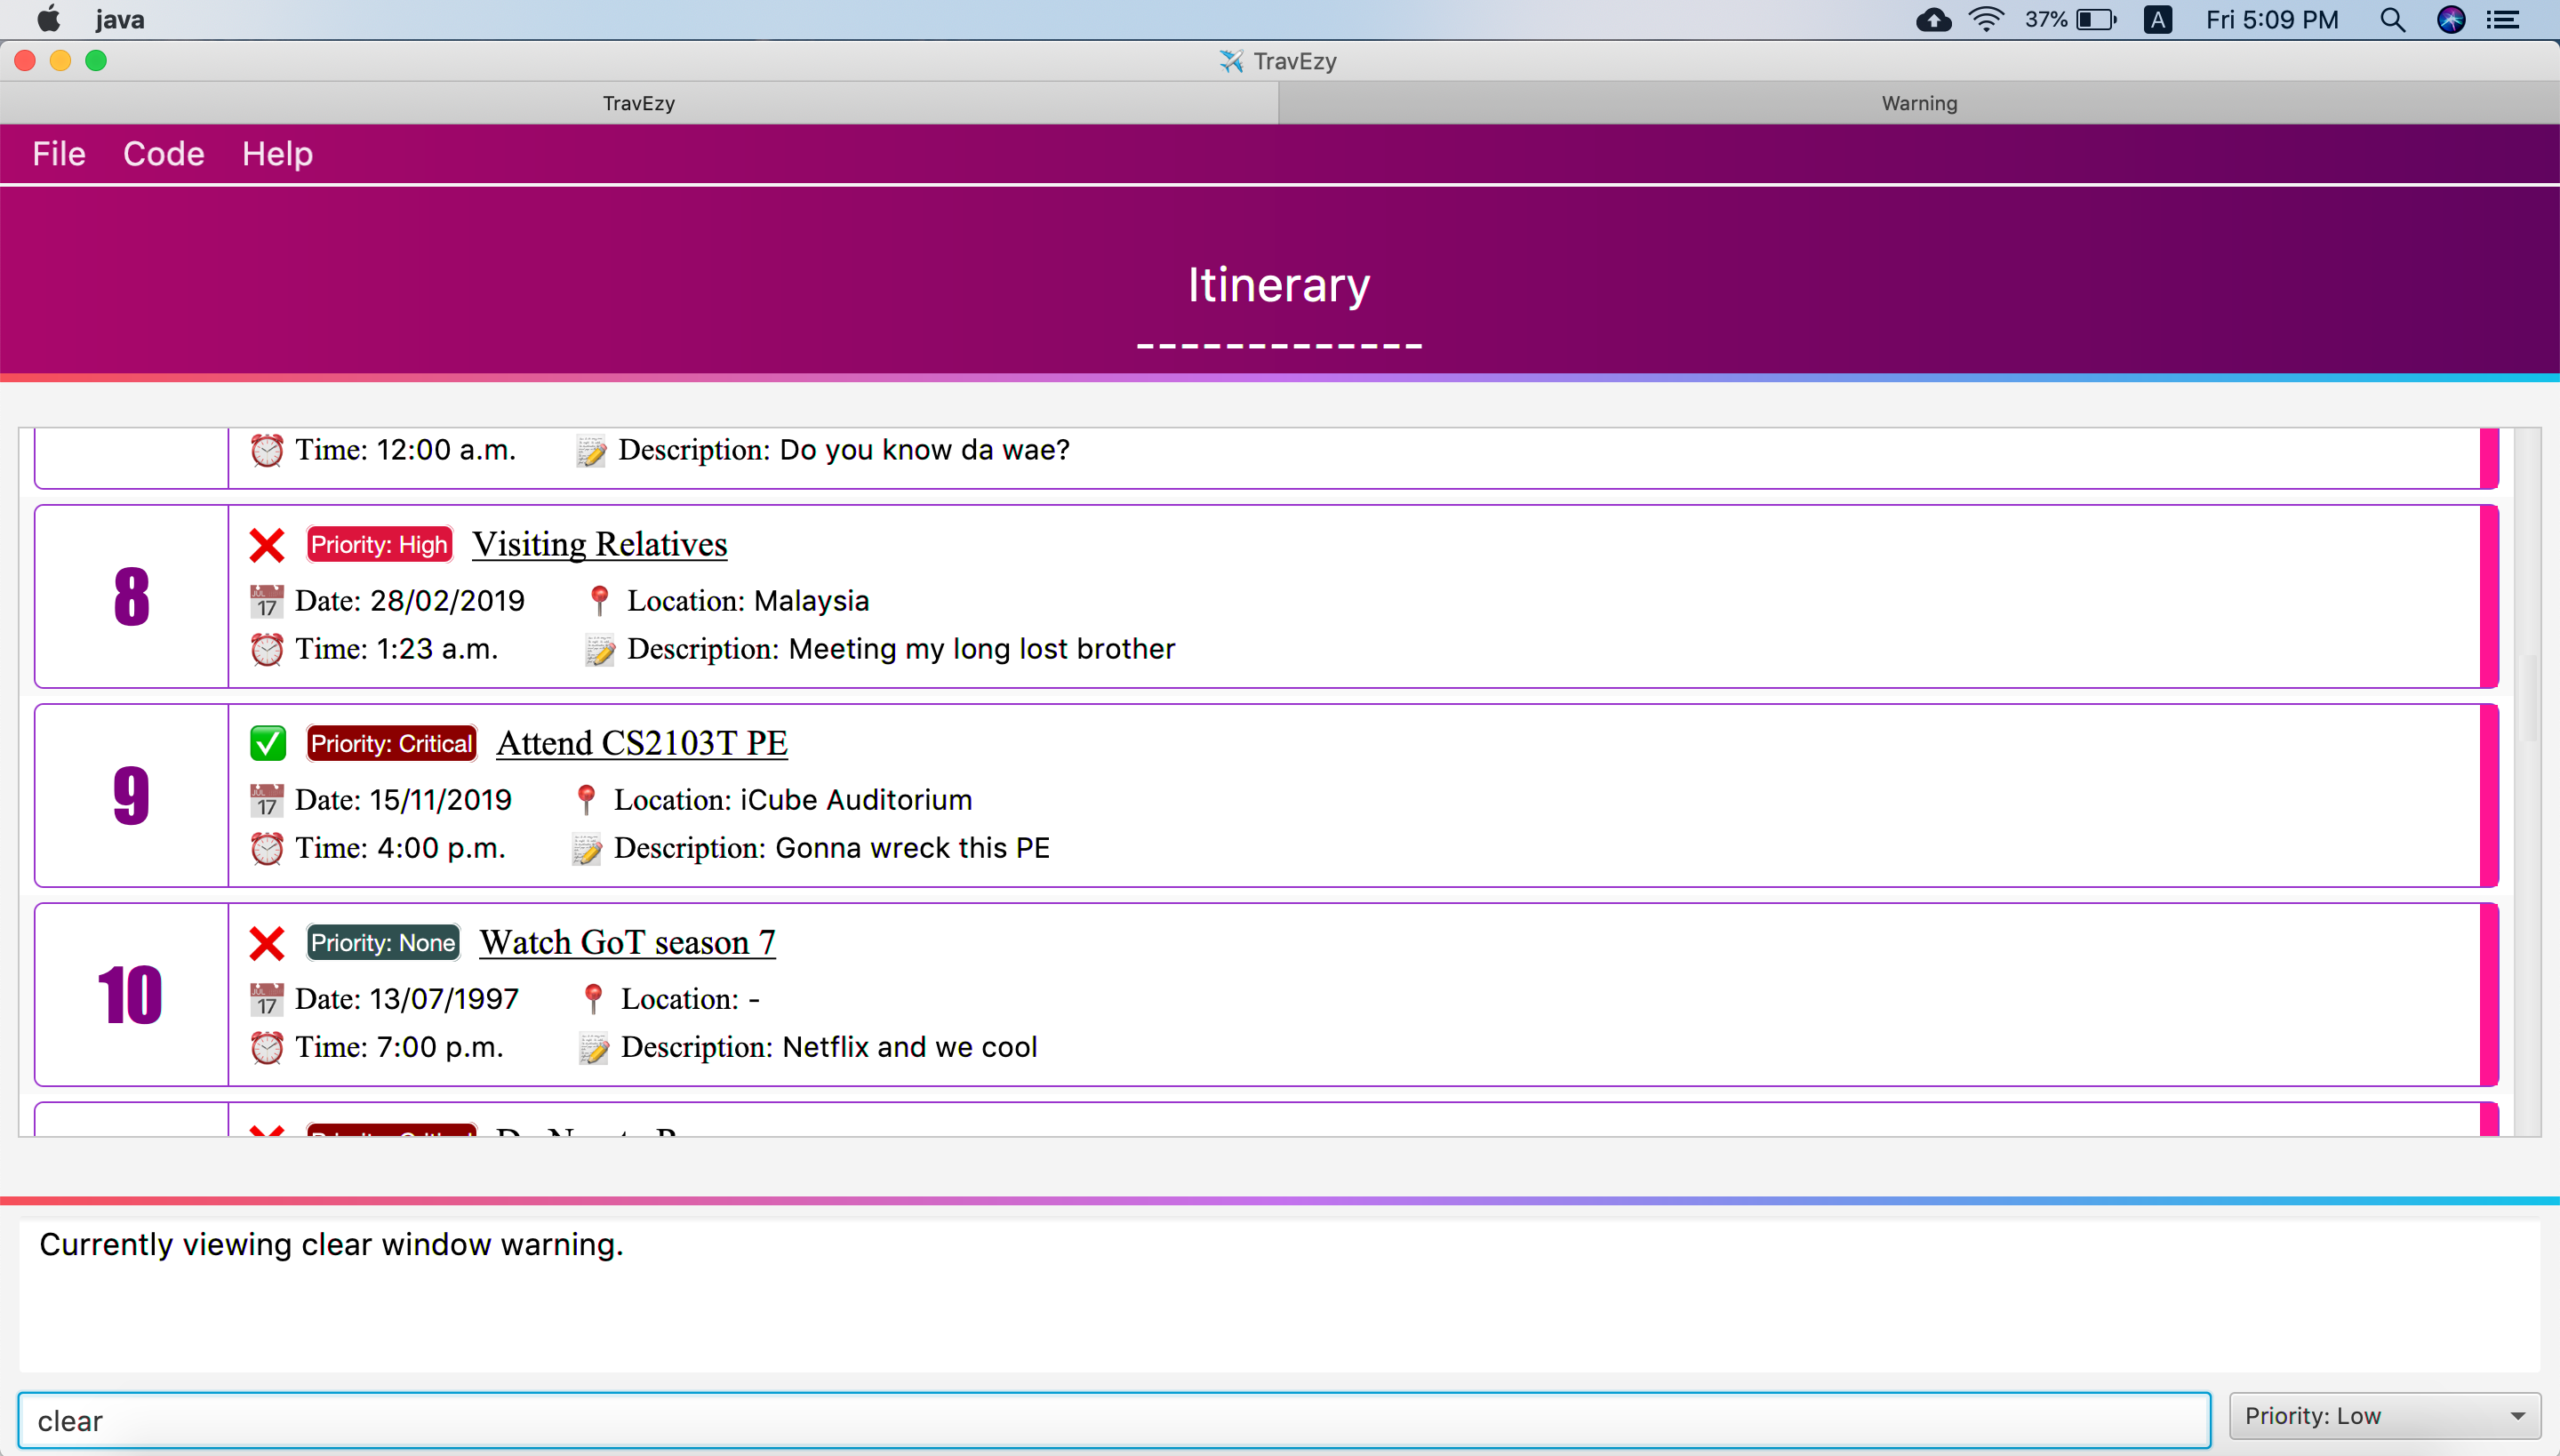 java
37%
A
Fri 5:09 PM
TravEzy
TravEzy
Warning
File Code Help
Itinerary
-------------
Time: 12:00 a.m. Description: Do you know da wae?
8
Priority: High Visiting Relatives
Date: 28/02/2019 Location: Malaysia
Time: 1:23 a.m. Description: Meeting my long lost brother
9
Priority: Critical Attend CS2103T PE
Date: 15/11/2019 Location: iCube Auditorium
Time: 4:00 p.m. Description: Gonna wreck this PE
10
Priority: None Watch GoT season 7
Date: 13/07/1997 Location: -
Time: 7:00 p.m. Description: Netflix and we cool
Currently viewing clear window warning.
clear
Priority: Low